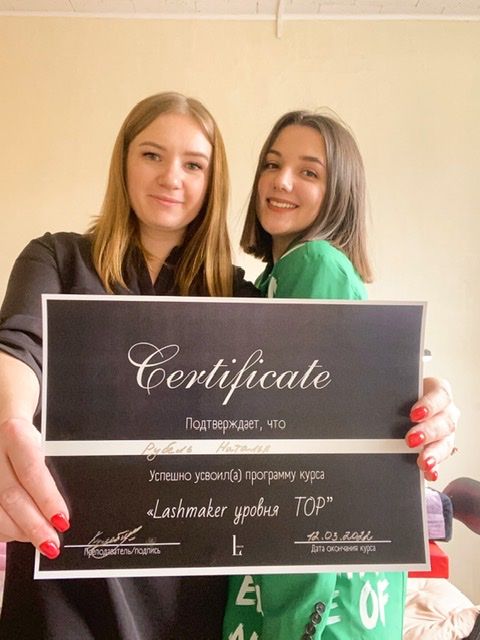 Certificate
Подтверждает, что
Рубель Наталья
Успешно усвоил(а) программу курса
«Lashmaker уровня TOP"
12.03.2022
Преподаватель/подпись
Дата окончания курса
OF